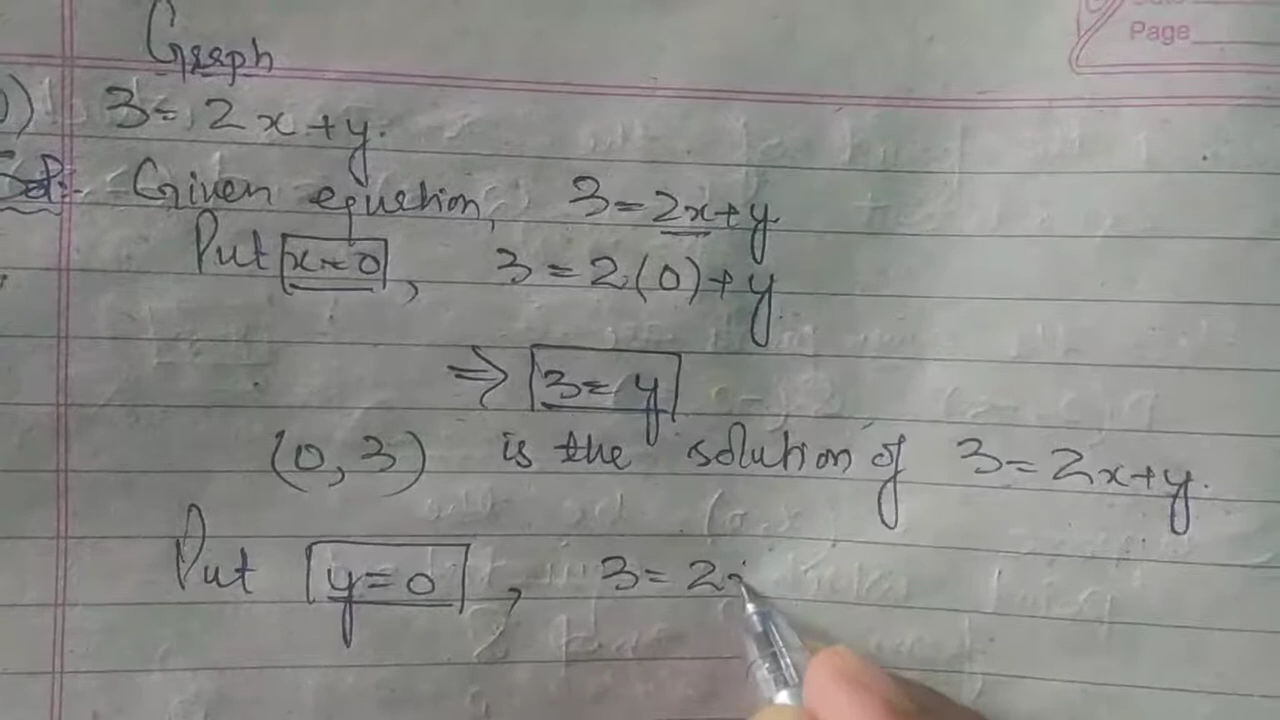 Page
Graph
) 3 = 2x + y.
Sol:- Given equation, 3 = 2x + y
Put x = 0, 3 = 2(0) + y
⇒ 3 = y
(0, 3) is the solution of 3 = 2x + y.
Put y = 0, 3 = 2